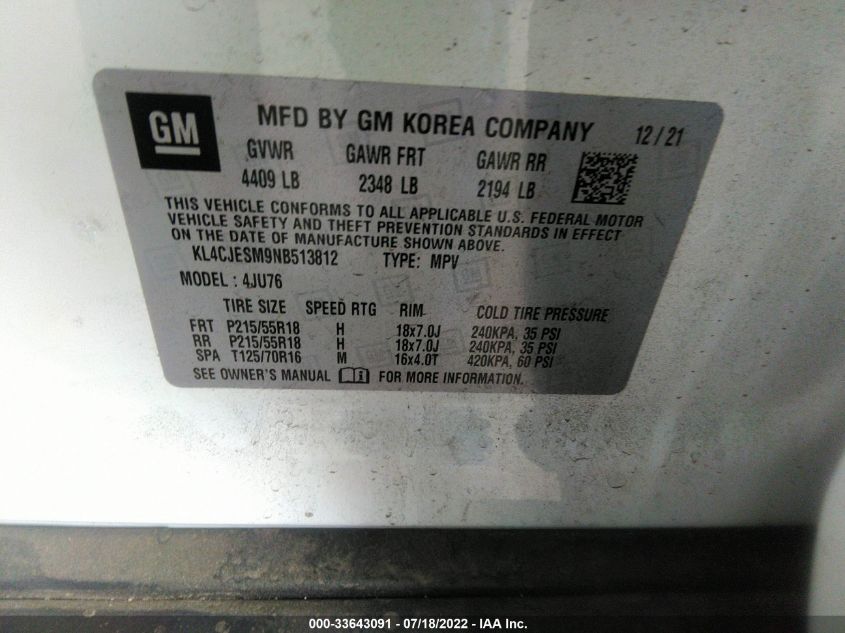 GM
MFD BY GM KOREA COMPANY 12/21
GVWR GAWR FRT GAWR RR
4409 LB 2348 LB 2194 LB
THIS VEHICLE CONFORMS TO ALL APPLICABLE U.S. FEDERAL MOTOR
VEHICLE SAFETY AND THEFT PREVENTION STANDARDS IN EFFECT
ON THE DATE OF MANUFACTURE SHOWN ABOVE.
KL4CJESM9NB513812 TYPE: MPV
MODEL: 4JU76
TIRE SIZE SPEED RTG RIM COLD TIRE PRESSURE
FRT P215/55R18 H 18x7.0J 240KPA, 35 PSI
RR P215/55R18 H 18x7.0J 240KPA, 35 PSI
SPA T125/70R16 M 16x4.0T 420KPA, 60 PSI
SEE OWNER'S MANUAL i FOR MORE INFORMATION.
000-33643091 - 07/18/2022 - IAA Inc.